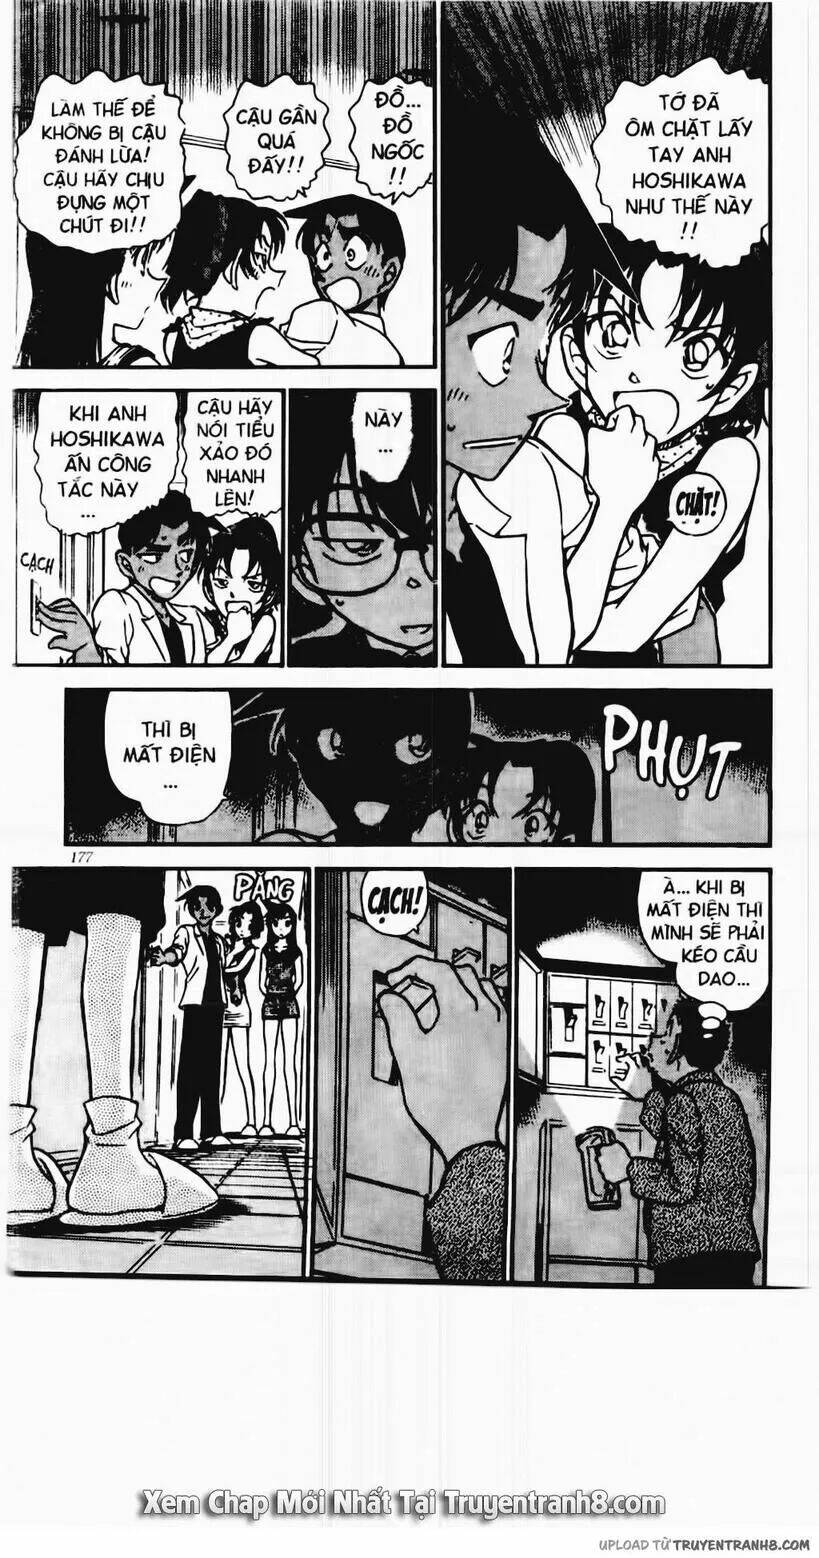 TỚ ĐÃ
ÔM CHẶT LẤY
TAY ANH
HOSHIKAWA
NHƯ THẾ NÀY
!!
CHẶT!
ĐỒ...
ĐỒ
NGỐC
!!
CẬU GẦN
QUÁ
ĐẤY!!
LÀM THẾ ĐỂ
KHÔNG BỊ CẬU
ĐÁNH LỪA!
CẬU HÃY CHỊU
ĐỰNG MỘT
CHÚT ĐI!!
NÀY
...
CẬU HÃY
NÓI TIỂU
XẢO ĐÓ
NHANH
LÊN!
KHI ANH
HOSHIKAWA
ẤN CÔNG
TẮC NÀY
...
CẠCH
PHỤT
THÌ BỊ
MẤT ĐIỆN
...
177
À... KHI BỊ
MẤT ĐIỆN THÌ
MÌNH SẼ PHẢI
KÉO CẦU
DAO...
CẠCH!
PĂNG
Xem Chap Mới Nhất Tại Truyentranh8.com
UPLOAD TỪ TRUYENTRANH8.COM